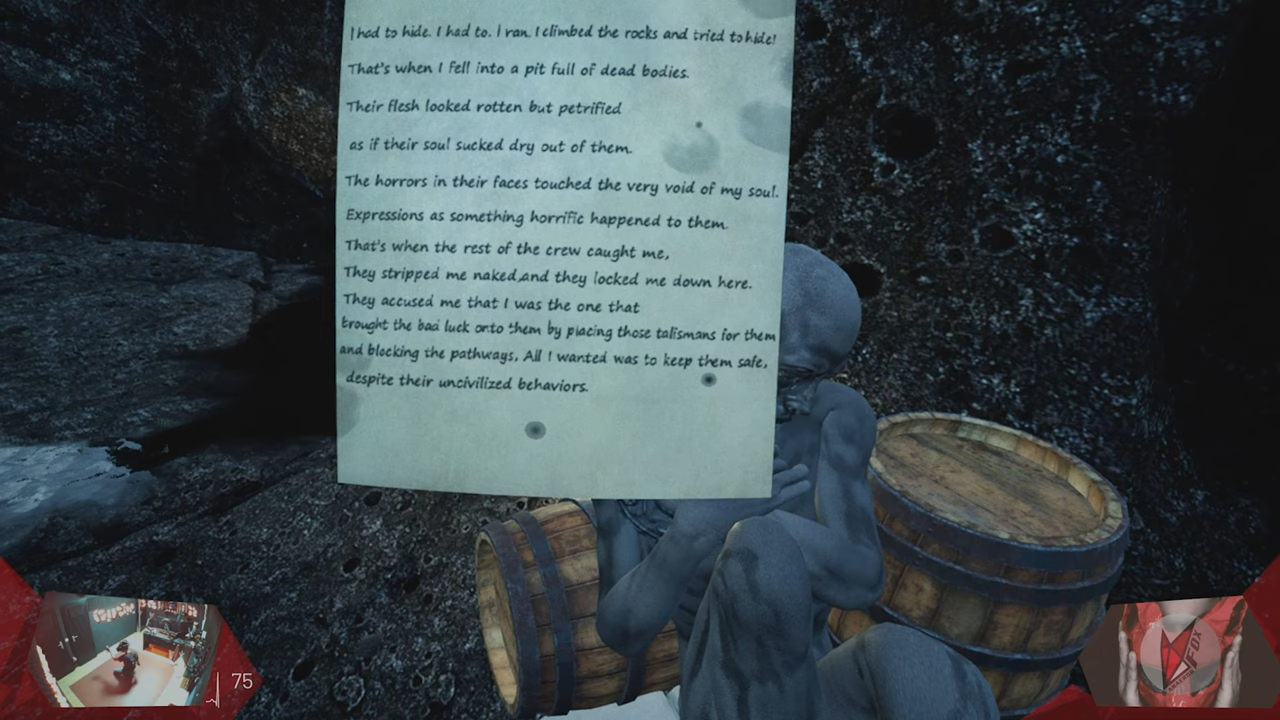 I had to hide. I had to. I ran. I climbed the rocks and tried to hide!
That's when I fell into a pit full of dead bodies.
Their flesh looked rotten but petrified
as if their soul sucked dry out of them.
The horrors in their faces touched the very void of my soul.
Expressions as something horrific happened to them.
That's when the rest of the crew caught me,
They stripped me naked,and they locked me down here.
They accused me that I was the one that
brought the bad luck onto them by placing those talismans for them
and blocking the pathways. All I wanted was to keep them safe,
despite their uncivilized behaviors.
75
FOX